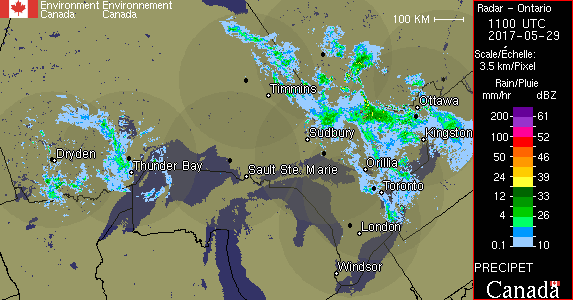 Environment Environnement
Canada Canada
100 KM
Timmins
Ottawa
Sudbury
Kingston
Dryden
Thunder Bay
Sault Ste. Marie
Orillia
Toronto
London
Windsor
Radar - Ontario
1100 UTC
2017-05-29
Scale/Échelle:
3.5 km/Pixel
Rain/Pluie
mm/hr dBZ
200 61
100 52
50 46
24 39
12 33
4 26
0.1 10
PRECIPET
Canada